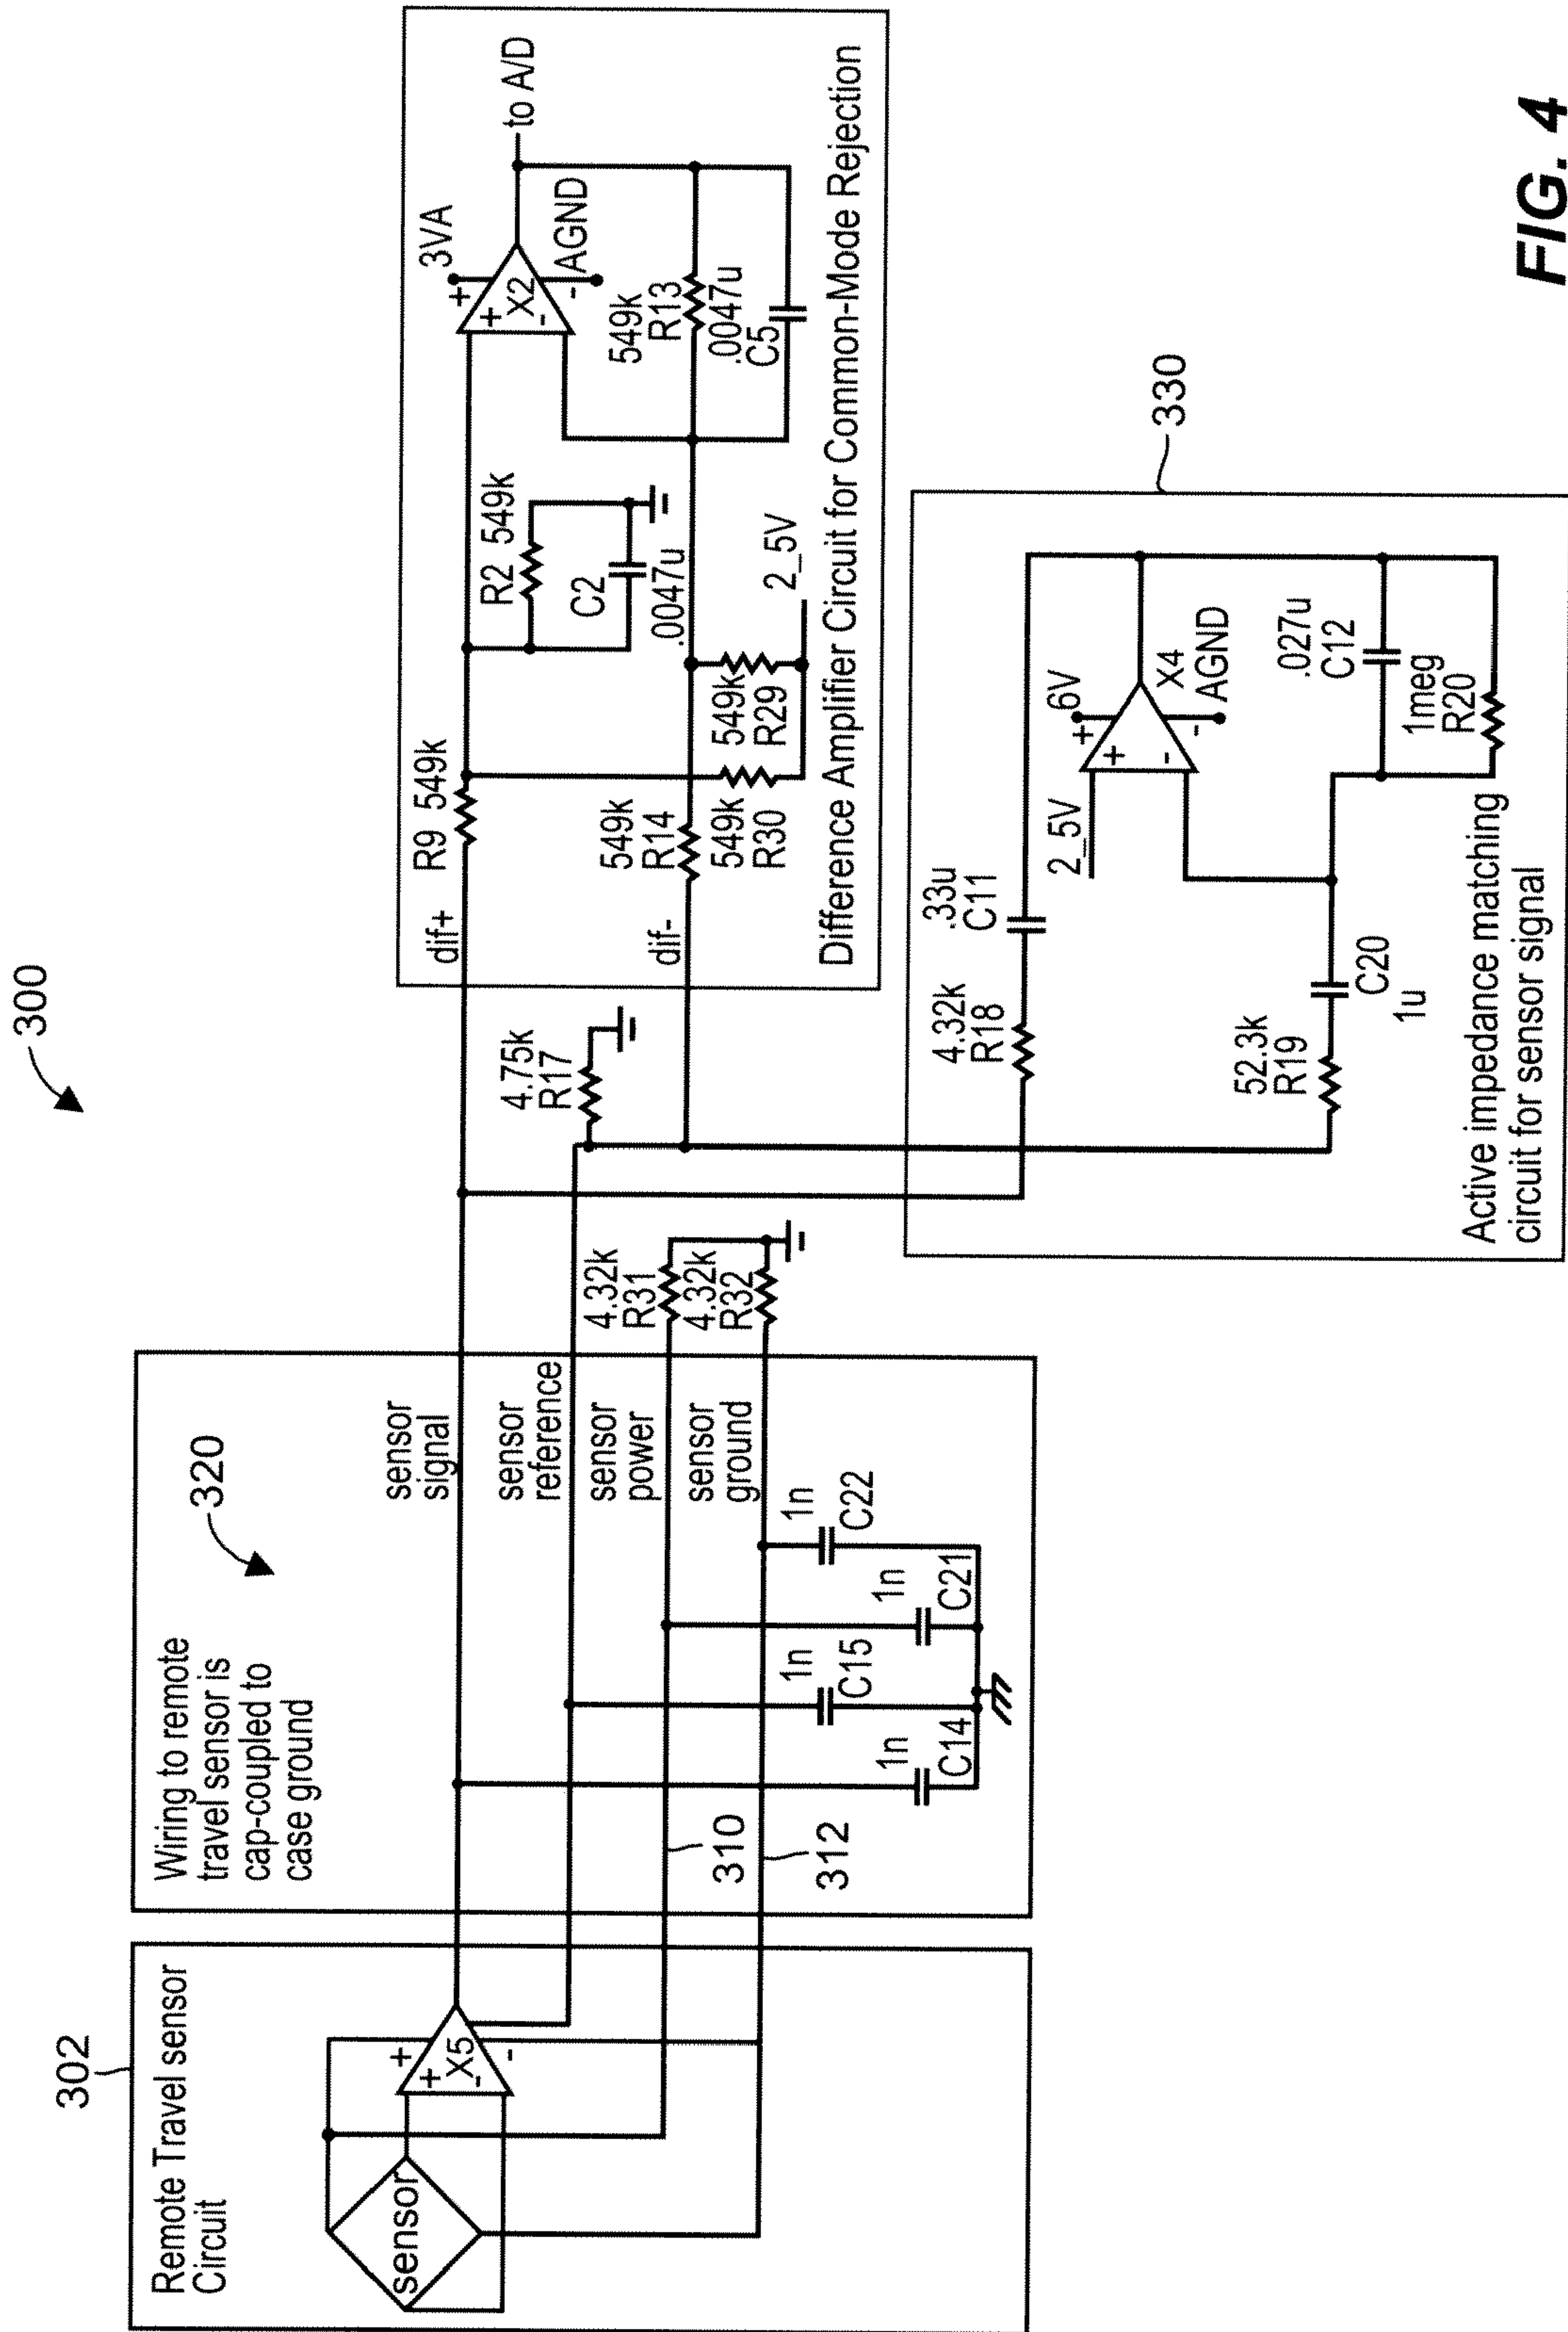 300
302
Remote Travel sensor
Circuit
sensor
+
+
X5
-
-
Wiring to remote
travel sensor is
cap-coupled to
case ground
320
310
312
sensor
signal
sensor
reference
sensor
power
sensor
ground
1n
C14
1n
C15
1n
C21
1n
C22
4.32k
R31
4.32k
R32
4.75k
R17
dif+
dif-
R9 549k
549k
R14
549k
R30
549k
R29
2_5V
R2 549k
C2
.0047u
3VA
+
+
X2
-
-
AGND
to A/D
549k
R13
.0047u
C5
Difference Amplifier Circuit for Common-Mode Rejection
330
4.32k
R18
.33u
C11
52.3k
R19
C20
1u
2_5V
6V
+
+
-
-
X4
AGND
.027u
C12
1meg
R20
Active impedance matching
circuit for sensor signal
FIG. 4